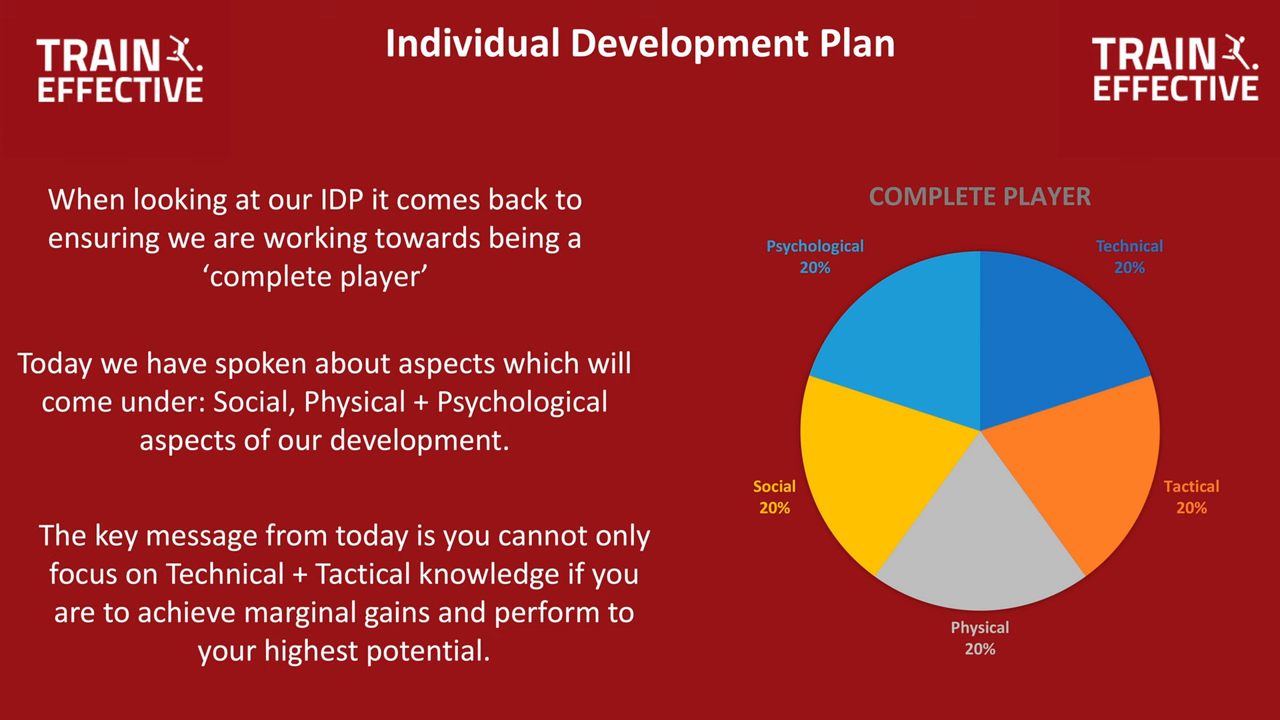 TRAIN
EFFECTIVE
Individual Development Plan
TRAIN
EFFECTIVE
When looking at our IDP it comes back to
ensuring we are working towards being a
‘complete player’
Today we have spoken about aspects which will
come under: Social, Physical + Psychological
aspects of our development.
The key message from today is you cannot only
focus on Technical + Tactical knowledge if you
are to achieve marginal gains and perform to
your highest potential.
COMPLETE PLAYER
Psychological
20%
Technical
20%
Social
20%
Tactical
20%
Physical
20%